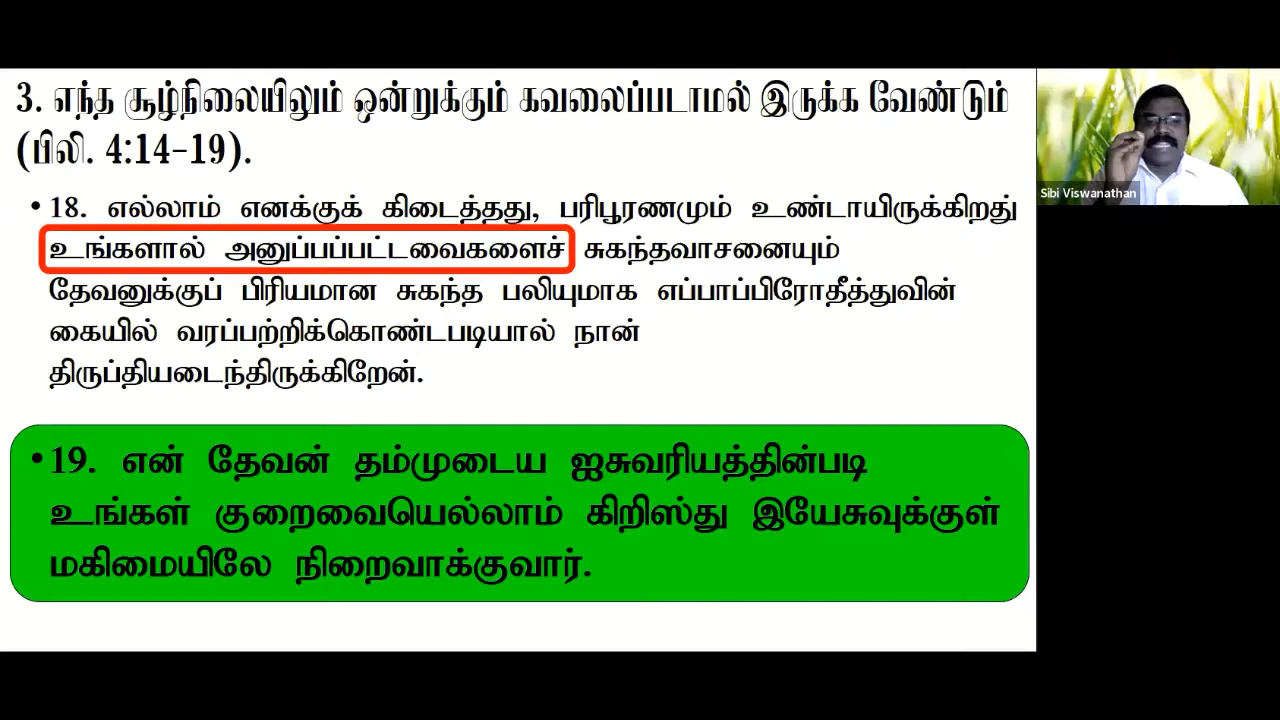 3. எந்த சூழ்நிலையிலும் ஒன்றுக்கும் கவலைப்படாமல் இருக்க வேண்டும்
(பிலி. 4:14-19).
• 18. எல்லாம் எனக்குக் கிடைத்தது, பரிபூரணமும் உண்டாயிருக்கிறது
உங்களால் அனுப்பப்பட்டவைகளைச் சுகந்தவாசனையும்
தேவனுக்குப் பிரியமான சுகந்த பலியுமாக எப்பாப்பிரோதீத்துவின்
கையில் வரப்பற்றிக்கொண்டபடியால் நான்
திருப்தியடைந்திருக்கிறேன்.
• 19. என் தேவன் தம்முடைய ஐசுவரியத்தின்படி
உங்கள் குறைவையெல்லாம் கிறிஸ்து இயேசுவுக்குள்
மகிமையிலே நிறைவாக்குவார்.
Sibi Viswanathan